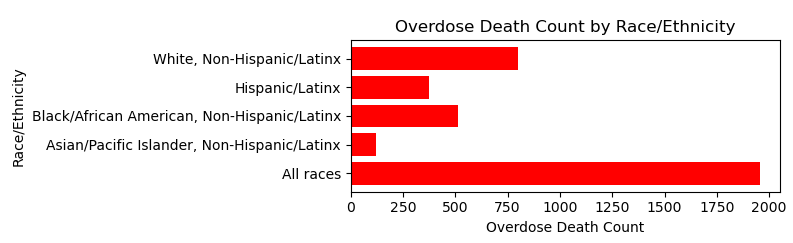 Overdose Death Count by Race/Ethnicity
Race/Ethnicity
White, Non-Hispanic/Latinx
Hispanic/Latinx
Black/African American, Non-Hispanic/Latinx
Asian/Pacific Islander, Non-Hispanic/Latinx
All races
0 250 500 750 1000 1250 1500 1750 2000
Overdose Death Count